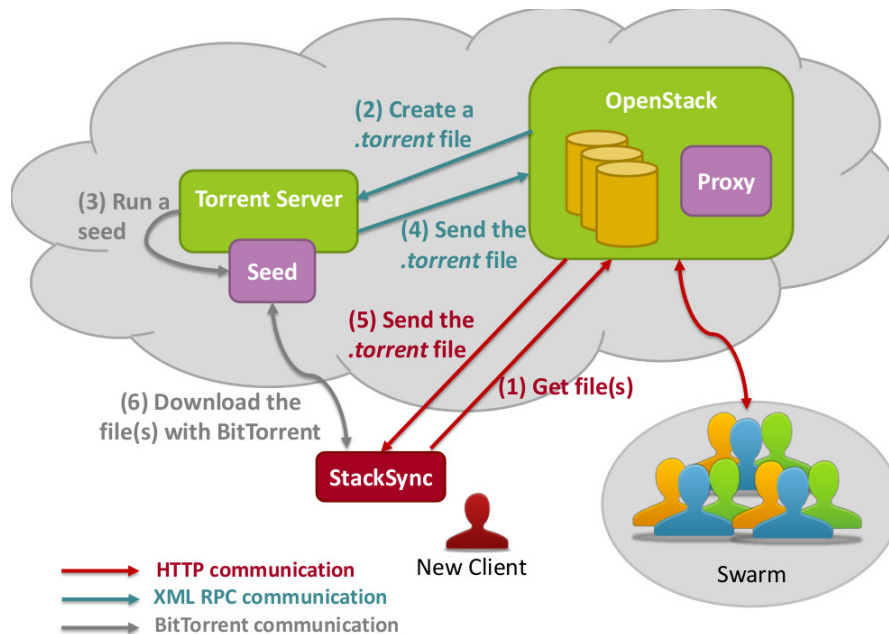 OpenStack
(2) Create a
.torrent file
Proxy
(3) Run a
seed
Torrent Server
(4) Send the
.torrent file
Seed
(5) Send the
.torrent file
(1) Get file(s)
(6) Download the
file(s) with BitTorrent
StackSync
New Client
Swarm
HTTP communication
XML RPC communication
BitTorrent communication